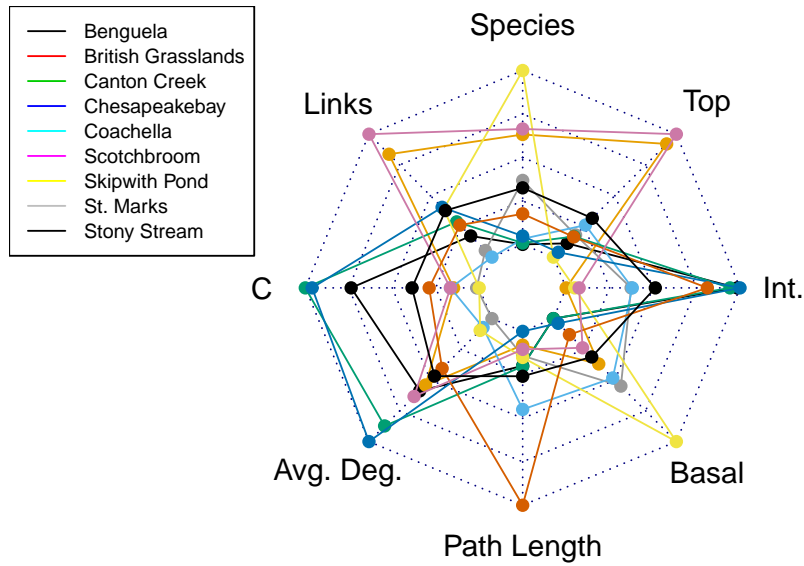 Benguela
British Grasslands
Canton Creek
Chesapeakebay
Coachella
Scotchbroom
Skipwith Pond
St. Marks
Stony Stream
Species
Links
Top
C
Int.
Avg. Deg.
Basal
Path Length